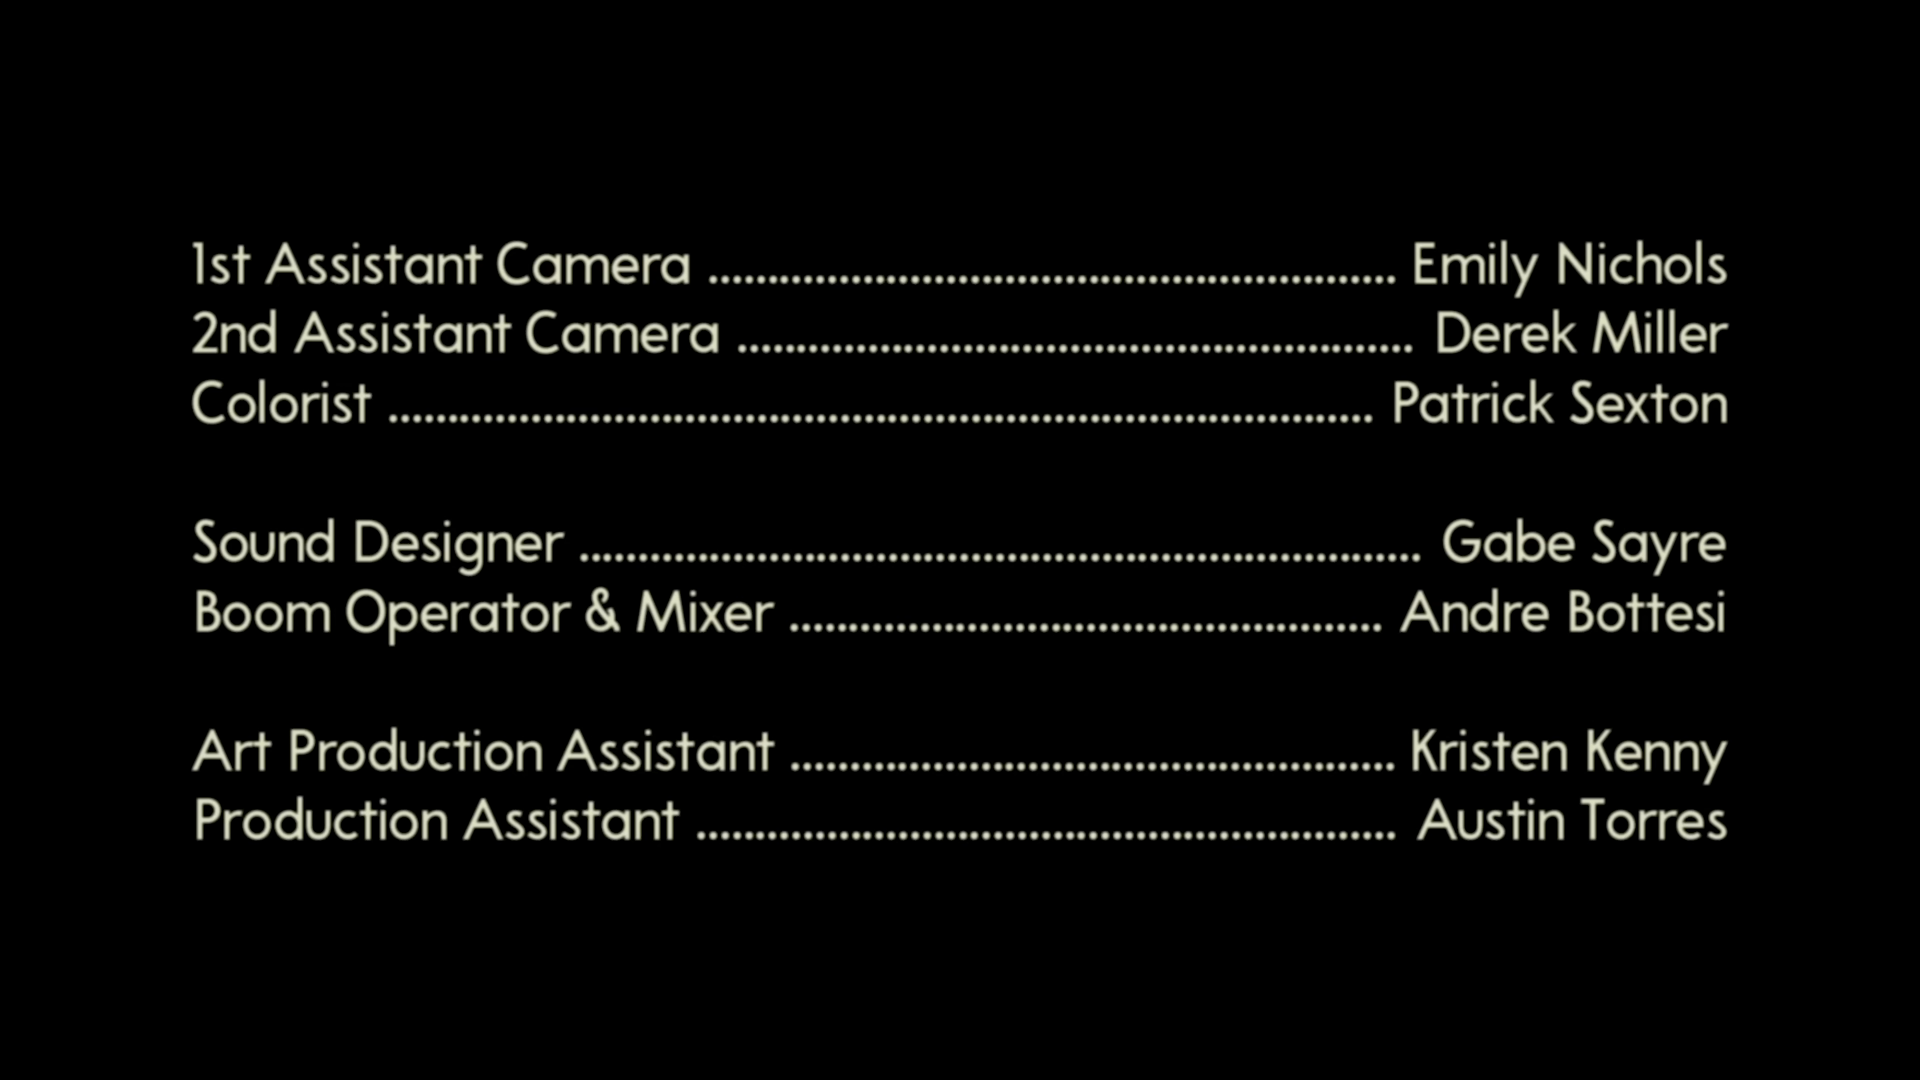 1st Assistant Camera .......................................................... Emily Nichols
2nd Assistant Camera ......................................................... Derek Miller
Colorist ................................................................................... Patrick Sexton
Sound Designer ....................................................................... Gabe Sayre
Boom Operator & Mixer .................................................. Andre Bottesi
Art Production Assistant ................................................... Kristen Kenny
Production Assistant ........................................................... Austin Torres